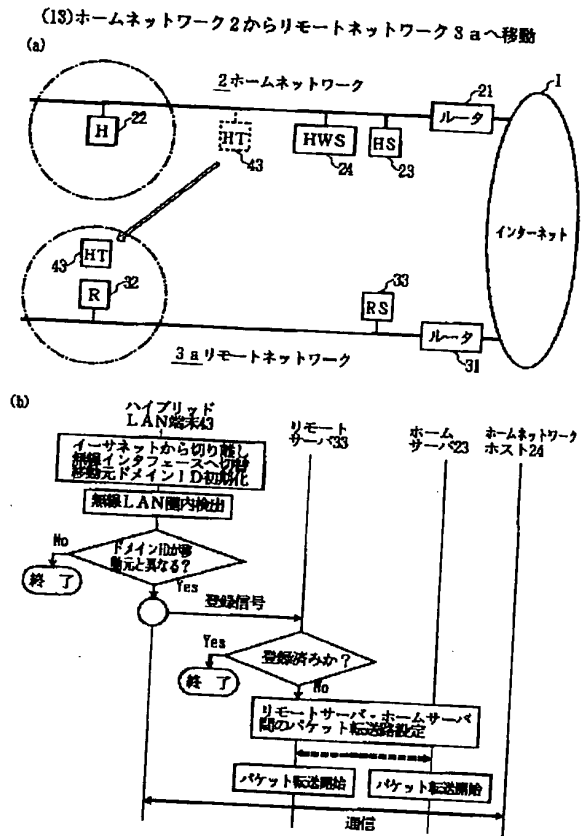 (13)ホームネットワーク2からリモートネットワーク3aへ移動
(a)
2ホームネットワーク
21
1
H
22
HT
43
HWS
24
HS
23
ルータ
インターネット
43
HT
32
R
33
RS
ルータ
31
3aリモートネットワーク
(b)
ハイブリッド
LAN端末43
リモート
サーバ33
ホーム
サーバ23
ホームネットワーク
ホスト24
イーサネットから切り離し
無線インタフェースへ切替
移動元ドメインID初期化
無線LAN圏内検出
No
ドメインIDが移
動元と異なる?
終了
Yes
登録信号
Yes
登録済みか?
終了
No
リモートサーバ・ホームサーバ
間のパケット転送路設定
パケット転送開始
パケット転送開始
通信